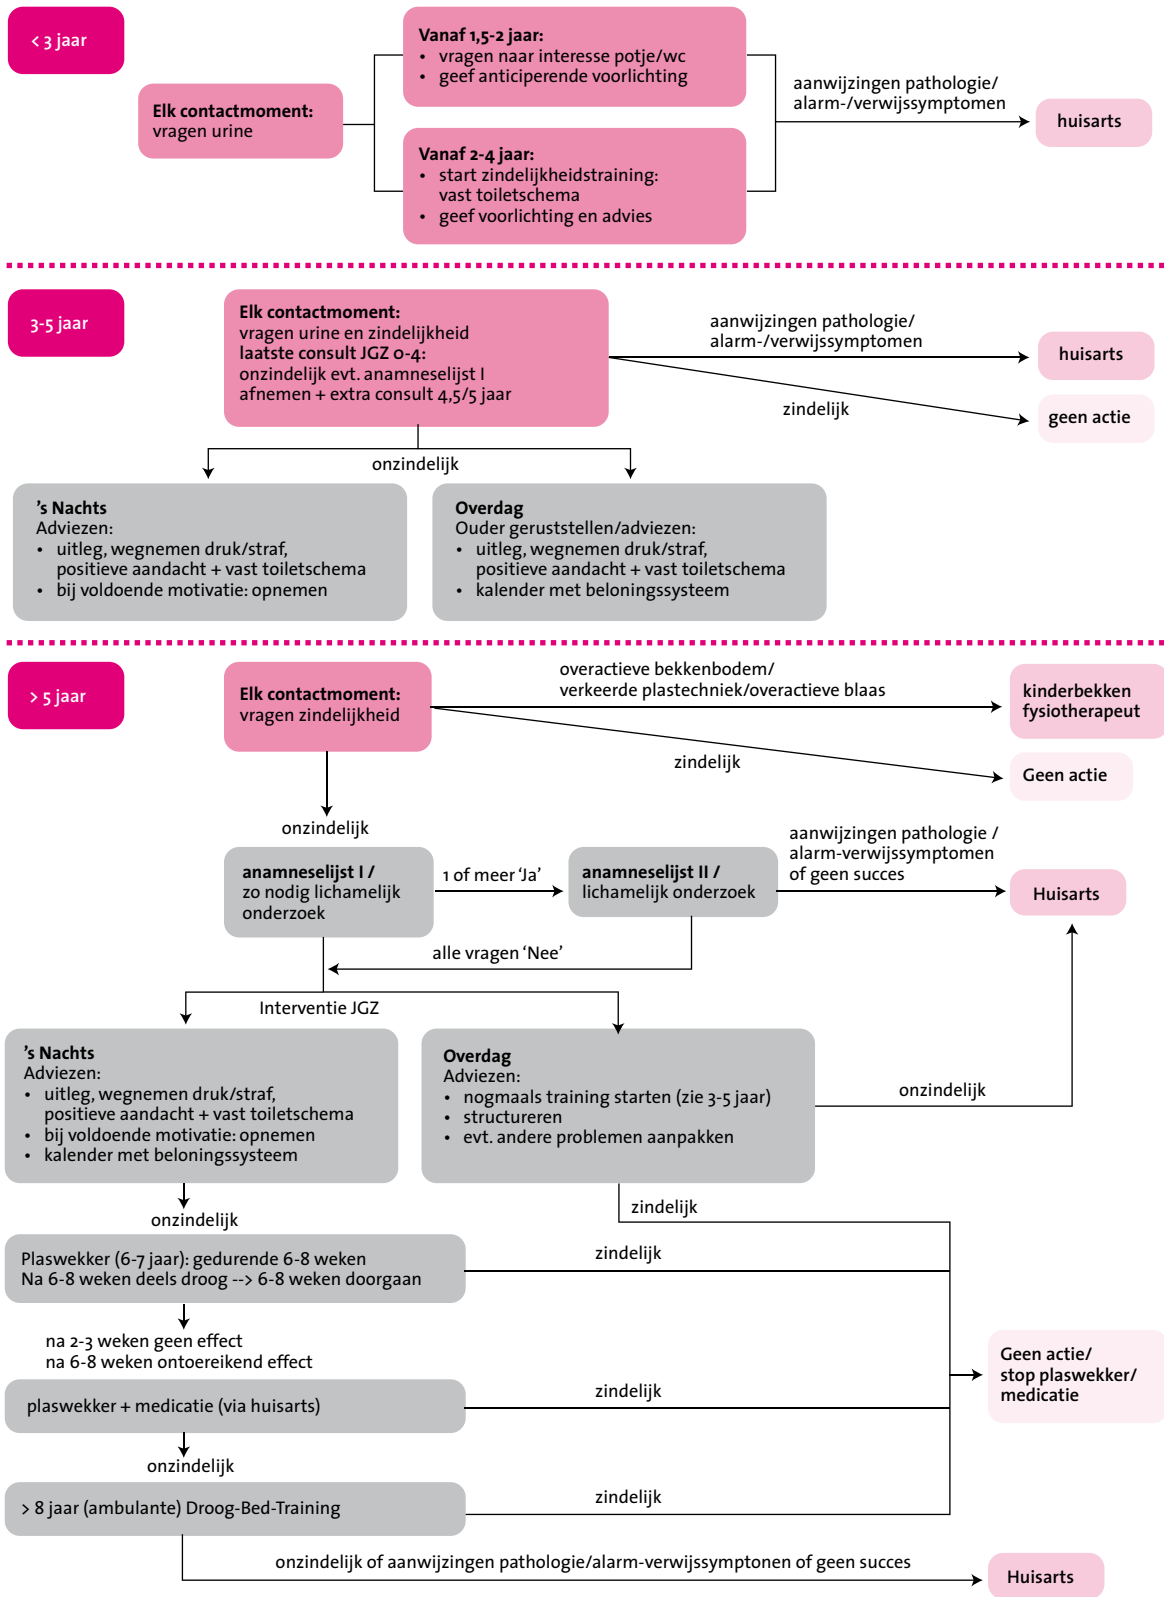 < 3 jaar
Elk contactmoment:
vragen urine
Vanaf 1,5-2 jaar:
• vragen naar interesse potje/wc
• geef anticiperende voorlichting
Vanaf 2-4 jaar:
• start zindelijkheidstraining:
vast toiletschema
• geef voorlichting en advies
aanwijzingen pathologie/
alarm-/verwijssymptomen
huisarts
3-5 jaar
Elk contactmoment:
vragen urine en zindelijkheid
laatste consult JGZ 0-4:
onzindelijk evt. anamneselijst I
afnemen + extra consult 4,5/5 jaar
aanwijzingen pathologie/
alarm-/verwijssymptomen
huisarts
zindelijk
geen actie
onzindelijk
's Nachts
Adviezen:
• uitleg, wegnemen druk/straf,
positieve aandacht + vast toiletschema
• bij voldoende motivatie: opnemen
Overdag
Ouder geruststellen/adviezen:
• uitleg, wegnemen druk/straf,
positieve aandacht + vast toiletschema
• kalender met beloningssysteem
> 5 jaar
Elk contactmoment:
vragen zindelijkheid
overactieve bekkenbodem/
verkeerde plastechniek/overactieve blaas
kinderbekken
fysiotherapeut
zindelijk
Geen actie
onzindelijk
anamneselijst I /
zo nodig lichamelijk
onderzoek
1 of meer 'Ja'
anamneselijst II /
lichamelijk onderzoek
aanwijzingen pathologie /
alarm-verwijssymptomen
of geen succes
Huisarts
alle vragen 'Nee'
Interventie JGZ
's Nachts
Adviezen:
• uitleg, wegnemen druk/straf,
positieve aandacht + vast toiletschema
• bij voldoende motivatie: opnemen
• kalender met beloningssysteem
Overdag
Adviezen:
• nogmaals training starten (zie 3-5 jaar)
• structureren
• evt. andere problemen aanpakken
onzindelijk
zindelijk
onzindelijk
Plaswekker (6-7 jaar): gedurende 6-8 weken
Na 6-8 weken deels droog --> 6-8 weken doorgaan
zindelijk
na 2-3 weken geen effect
na 6-8 weken ontoereikend effect
plaswekker + medicatie (via huisarts)
zindelijk
Geen actie/
stop plaswekker/
medicatie
onzindelijk
> 8 jaar (ambulante) Droog-Bed-Training
zindelijk
onzindelijk of aanwijzingen pathologie/alarm-verwijssymptonen of geen succes
Huisarts